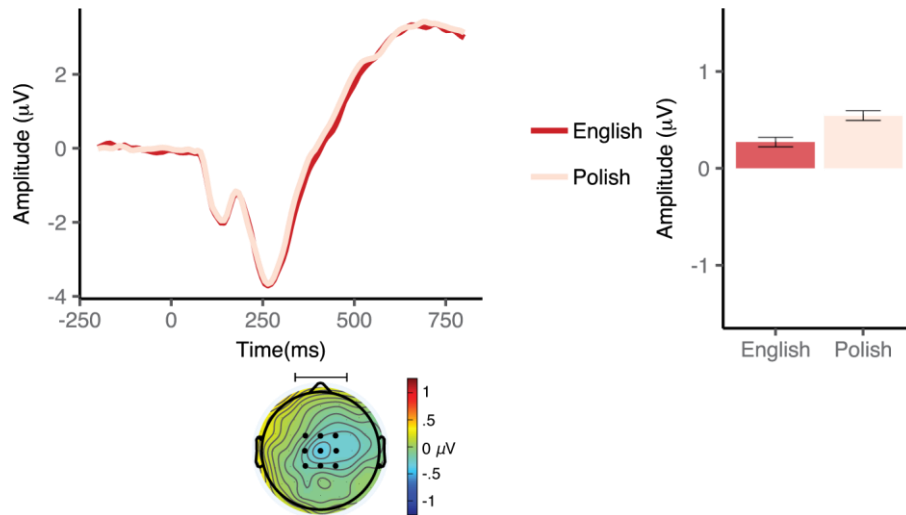 Amplitude (μV)
2
0
-2
-4
-250
0
250
500
750
Time(ms)
English
Polish
Amplitude (μV)
1
0
-1
English
Polish
1
.5
0 μV
-.5
-1